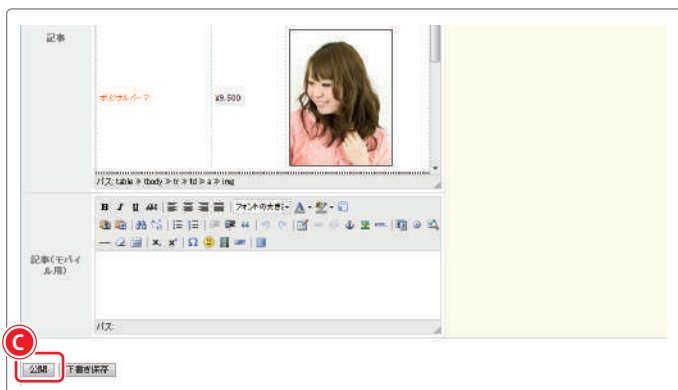 記事
オリジナルパーマ
¥9,500
パス: table » tbody » tr » td » a » img
B I U ABC
フォントの大きさ
A
HTML
x, x' Ω
記事(モバイル用)
パス:
C
公開
下書き保存